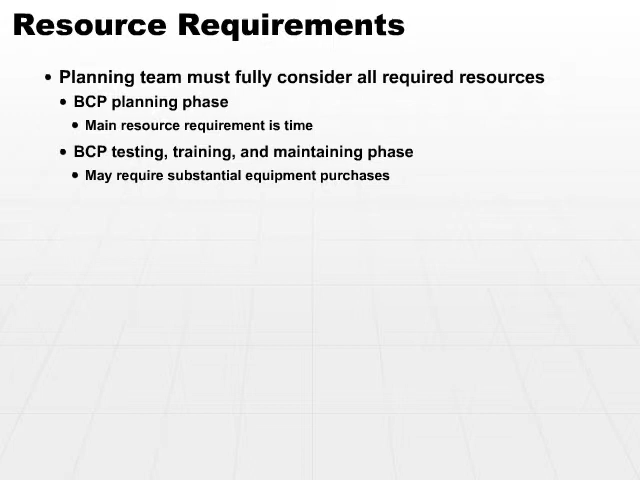 Resource Requirements
• Planning team must fully consider all required resources
• BCP planning phase
• Main resource requirement is time
• BCP testing, training, and maintaining phase
• May require substantial equipment purchases